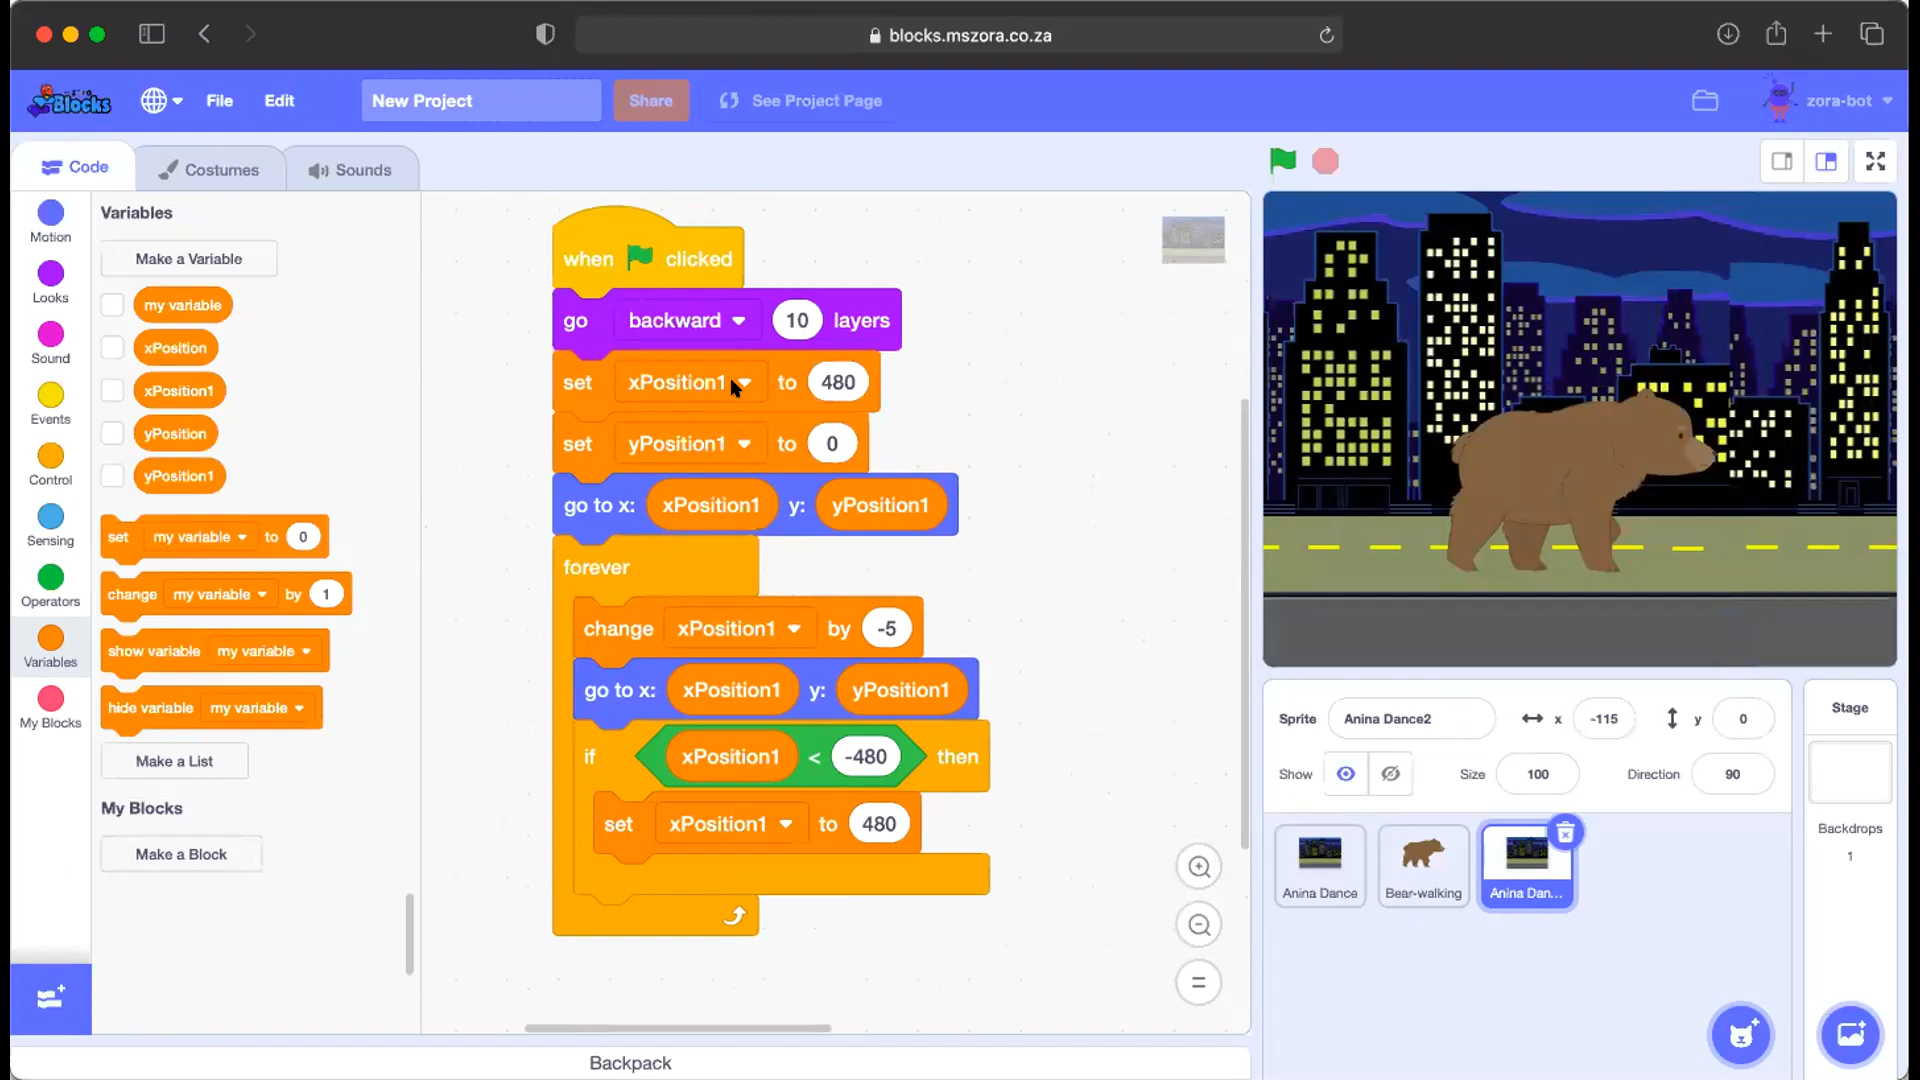 blocks.mszora.co.za
Blocks
File
Edit
New Project
Share
See Project Page
zora-bot
Code
Costumes
Sounds
Motion
Looks
Sound
Events
Control
Sensing
Operators
Variables
My Blocks
Variables
Make a Variable
my variable
xPosition
xPosition1
yPosition
yPosition1
set my variable to 0
change my variable by 1
show variable my variable
hide variable my variable
Make a List
My Blocks
Make a Block
when clicked
go backward 10 layers
set xPosition1 to 480
set yPosition1 to 0
go to x: xPosition1 y: yPosition1
forever
change xPosition1 by -5
go to x: xPosition1 y: yPosition1
if xPosition1 < -480 then
set xPosition1 to 480
Backpack
Sprite Anina Dance2 x -115 y 0
Show Size 100 Direction 90
Anina Dance
Bear-walking
Anina Dan...
Stage
Backdrops
1